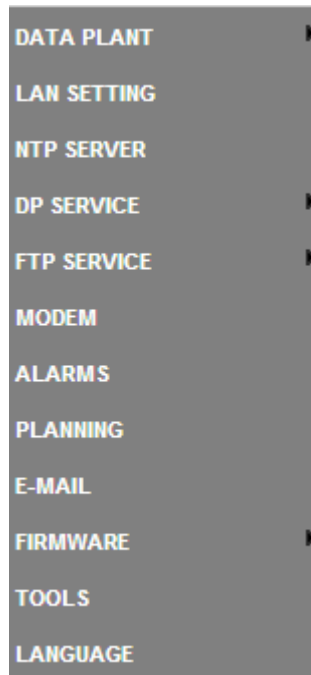 DATA PLANT
LAN SETTING
NTP SERVER
DP SERVICE
FTP SERVICE
MODEM
ALARMS
PLANNING
E-MAIL
FIRMWARE
TOOLS
LANGUAGE